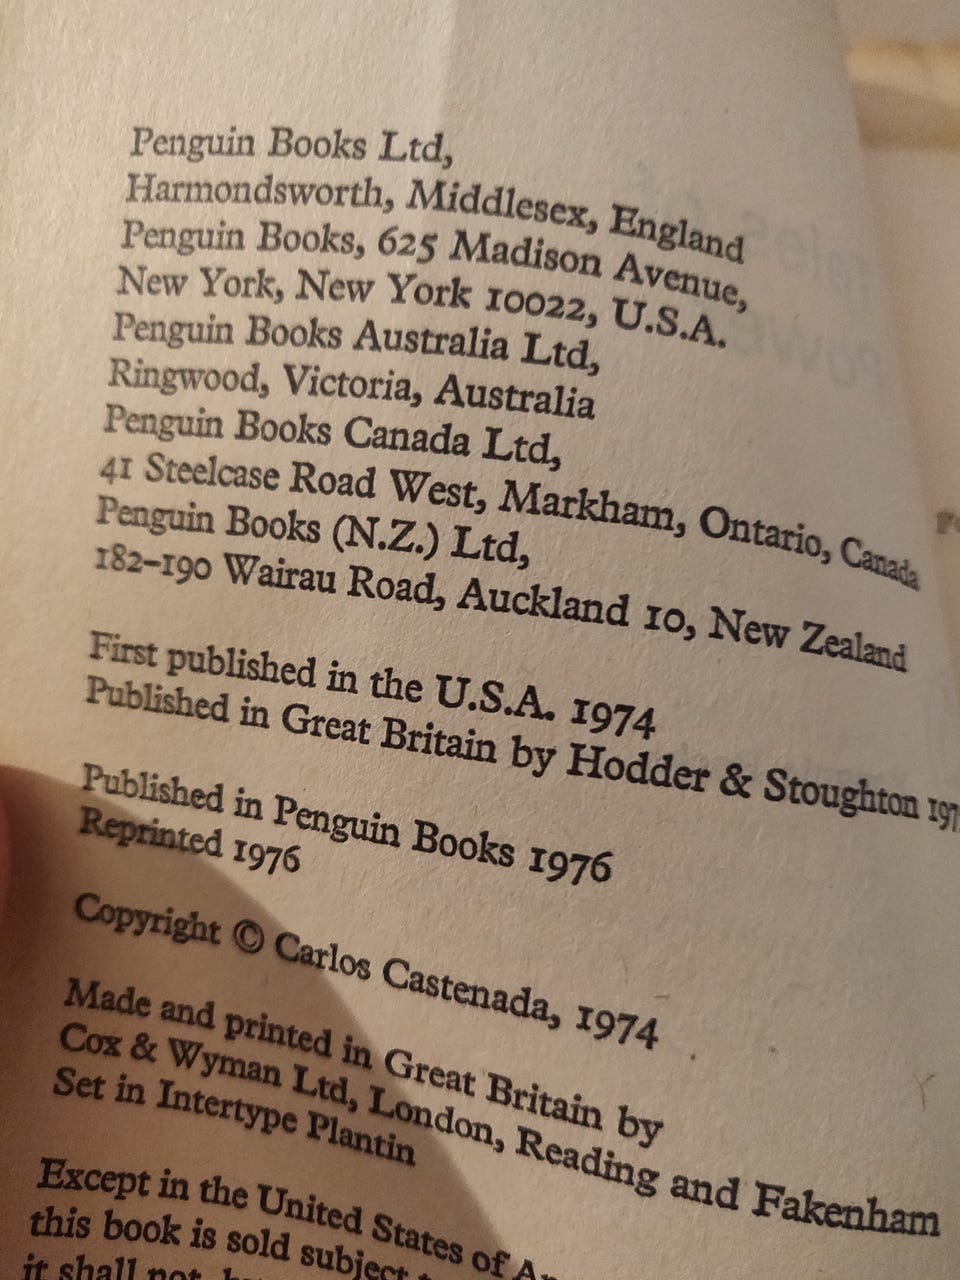 Penguin Books Ltd,
Harmondsworth, Middlesex, England
Penguin Books, 625 Madison Avenue,
New York, New York 10022, U.S.A.
Penguin Books Australia Ltd,
Ringwood, Victoria, Australia
Penguin Books Canada Ltd,
41 Steelcase Road West, Markham, Ontario, Canada
Penguin Books (N.Z.) Ltd,
182–190 Wairau Road, Auckland 10, New Zealand
First published in the U.S.A. 1974
Published in Great Britain by Hodder & Stoughton
Published in Penguin Books 1976
Reprinted 1976
Copyright © Carlos Castenada, 1974
Made and printed in Great Britain by
Cox & Wyman Ltd, London, Reading and Fakenham
Set in Intertype Plantin
Except in the United States of
this book is sold subject
it shall not,